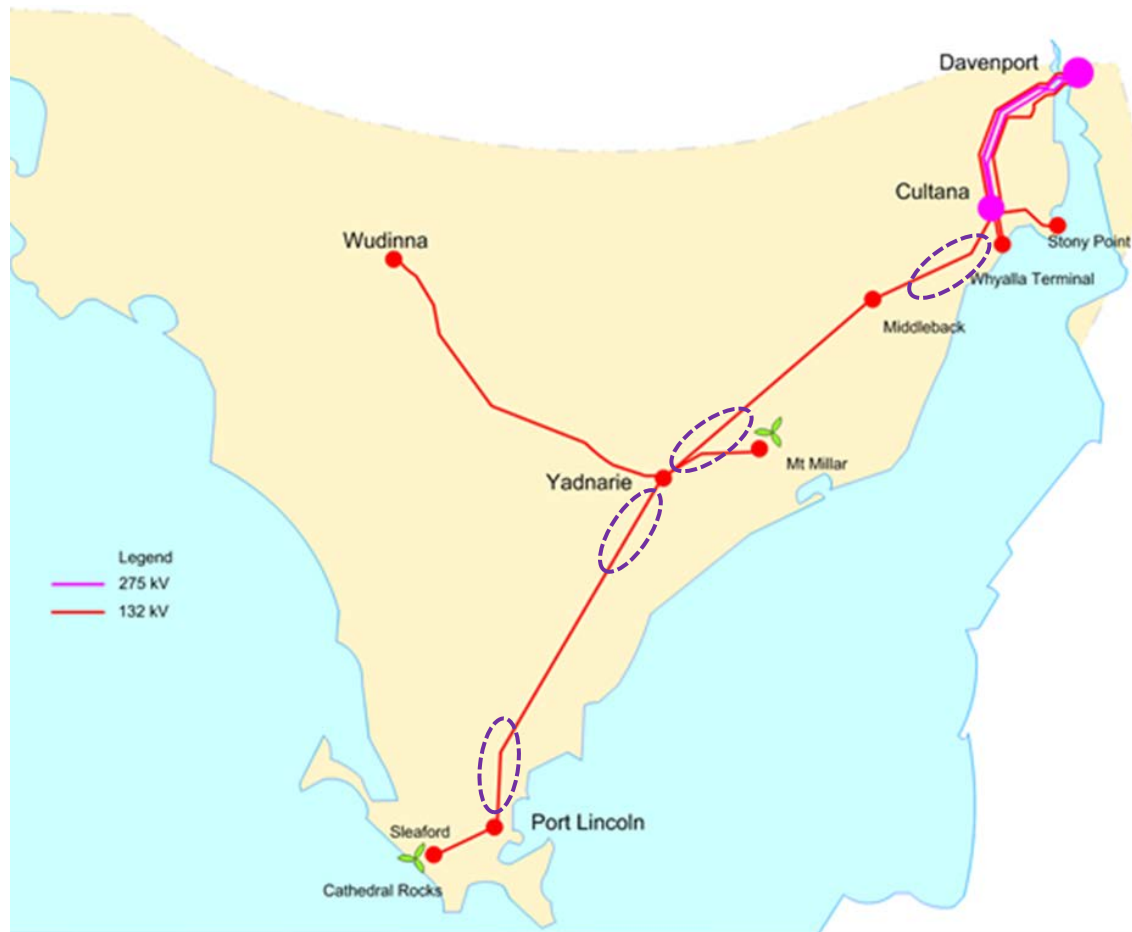 Davenport
Cultana
Wudinna
Stony Point
Whyalla Terminal
Middleback
Mt Millar
Yadnarie
Legend
275 kV
132 kV
Port Lincoln
Sleaford
Cathedral Rocks